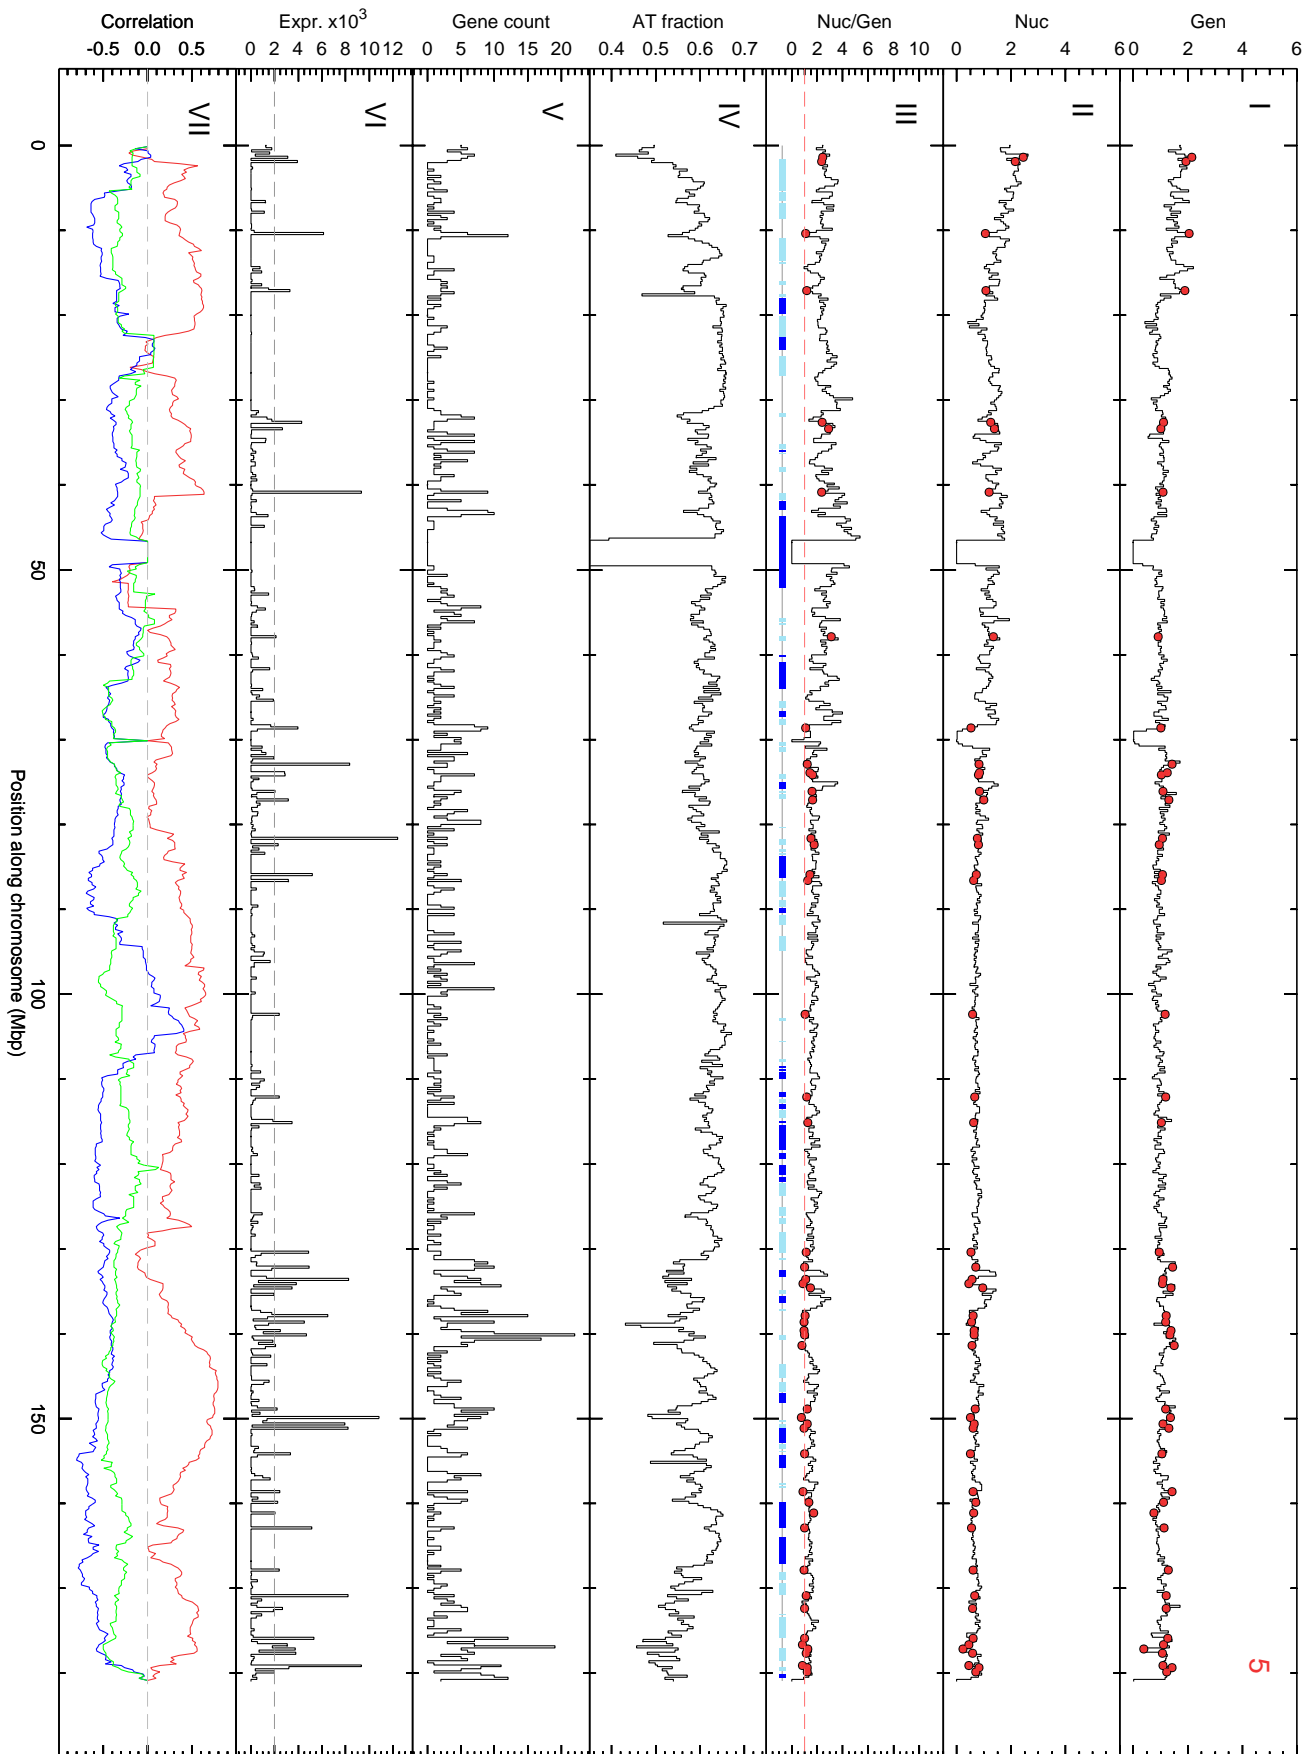 Correlation
Expr. x10³
Gene count
AT fraction
Nuc/Gen
Nuc
Gen
-0.5 0.0 0.5
0 2 4 6 8 10 12
0 5 10 15 20
0.4 0.5 0.6 0.7
0 2 4 6 8 10
0 2 4 6
0 2 4 6
VII
VI
V
IV
III
II
I
0
50
100
150
Position along chromosome (Mbp)
5